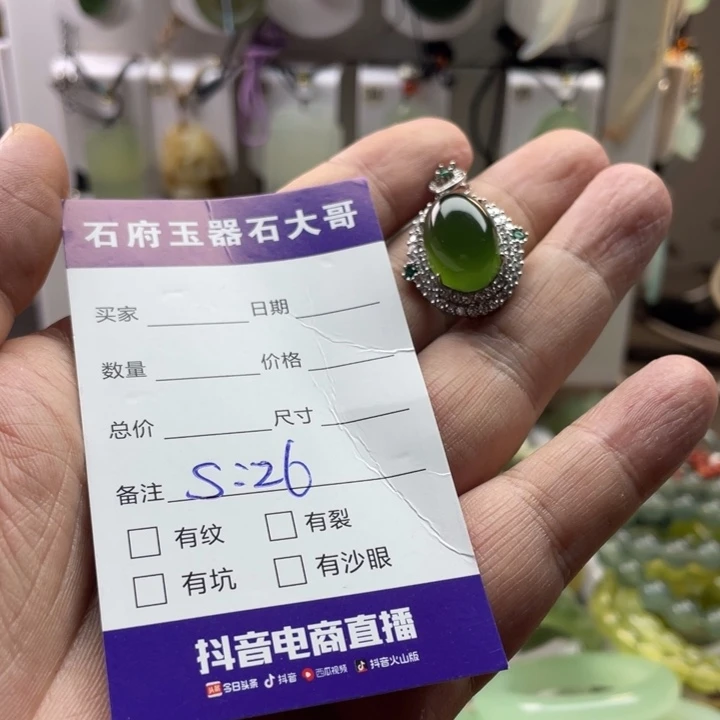 石府玉器石大哥
买家 日期
数量 价格
总价 尺寸
备注 S:26
有纹 有裂
有坑 有沙眼
抖音电商直播
头条 今日头条 抖音 西瓜视频 抖音火山版